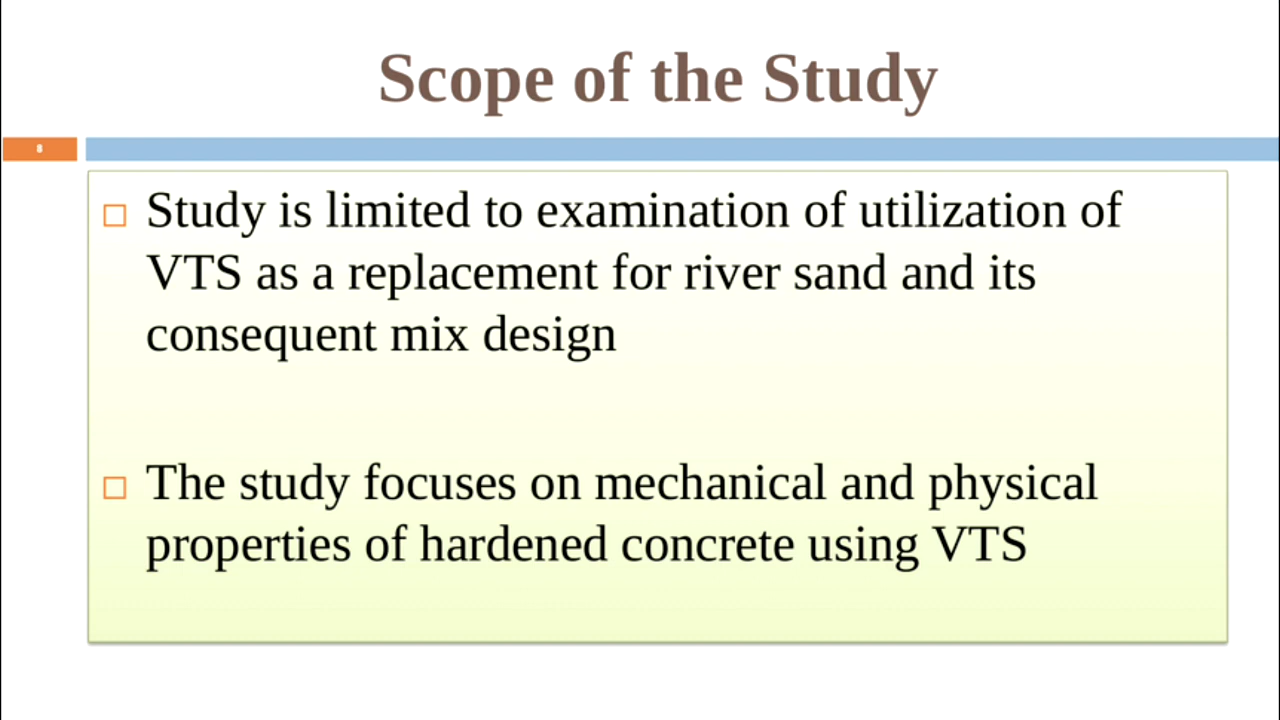 Scope of the Study
8
Study is limited to examination of utilization of
VTS as a replacement for river sand and its
consequent mix design
The study focuses on mechanical and physical
properties of hardened concrete using VTS